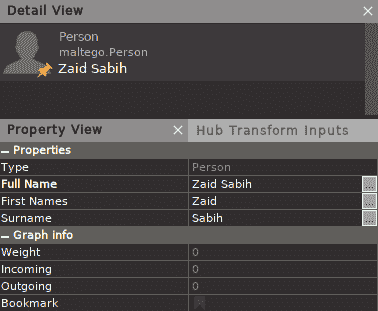 Detail View
Person
maltego.Person
Zaid Sabih
Property View
Hub Transform Inputs
Properties
Type Person
Full Name Zaid Sabih ...
First Names Zaid ...
Surname Sabih ...
Graph info
Weight 0
Incoming 0
Outgoing 0
Bookmark